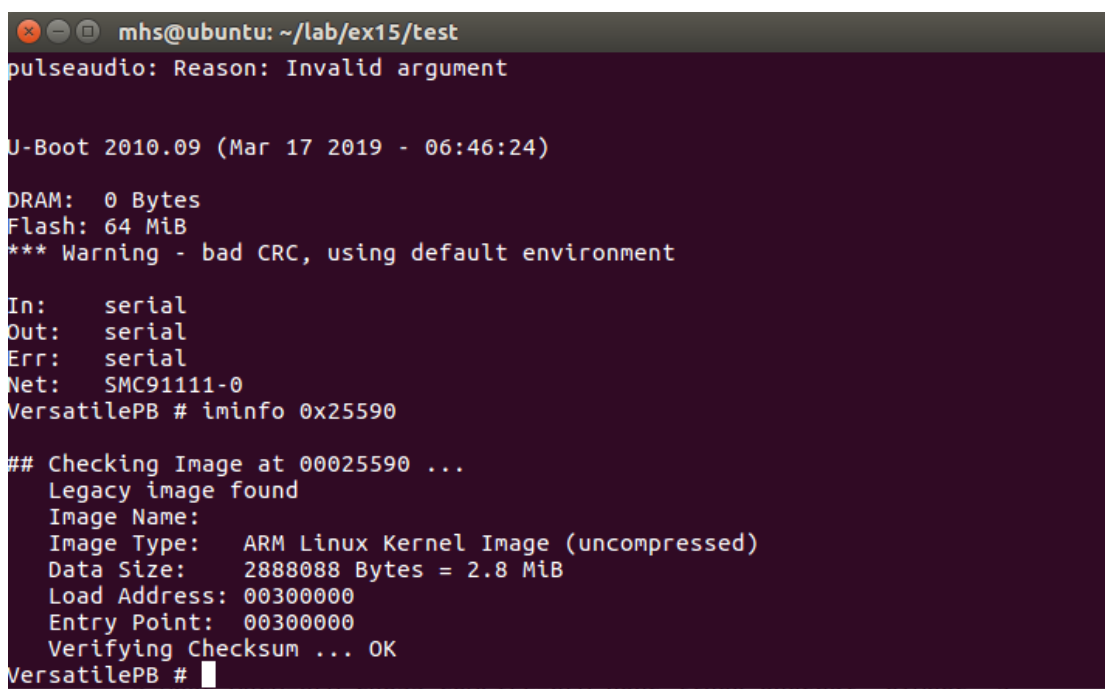 mhs@ubuntu: ~/lab/ex15/test
pulseaudio: Reason: Invalid argument
U-Boot 2010.09 (Mar 17 2019 - 06:46:24)
DRAM:  0 Bytes
Flash: 64 MiB
*** Warning - bad CRC, using default environment
In:    serial
Out:   serial
Err:   serial
Net:   SMC91111-0
VersatilePB # iminfo 0x25590
## Checking Image at 00025590 ...
   Legacy image found
   Image Name:
   Image Type:   ARM Linux Kernel Image (uncompressed)
   Data Size:    2888088 Bytes = 2.8 MiB
   Load Address: 00300000
   Entry Point:  00300000
   Verifying Checksum ... OK
VersatilePB #